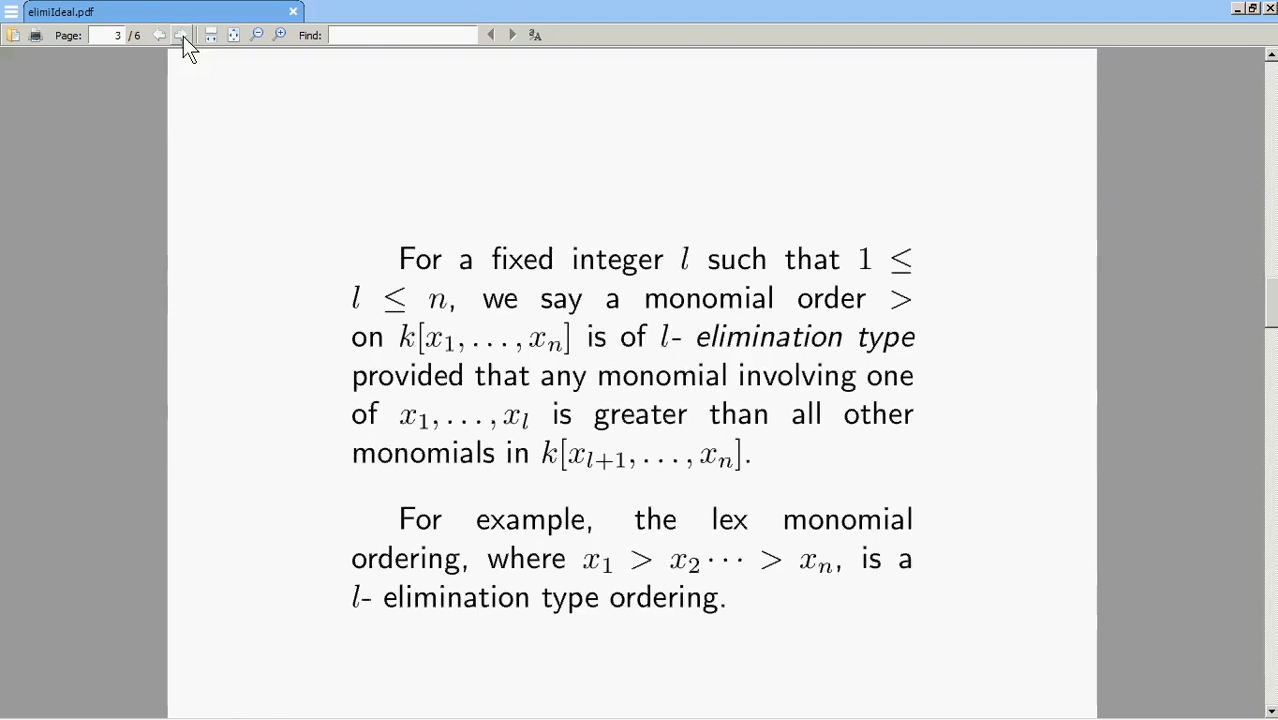 elimiIdeal.pdf
Page: 3 / 6 Find:
For a fixed integer l such that 1 ≤
l ≤ n, we say a monomial order >
on k[x₁, . . . , xₙ] is of l- elimination type
provided that any monomial involving one
of x₁, . . . , xₗ is greater than all other
monomials in k[xₗ₊₁, . . . , xₙ].
For example, the lex monomial
ordering, where x₁ > x₂ · · · > xₙ, is a
l- elimination type ordering.